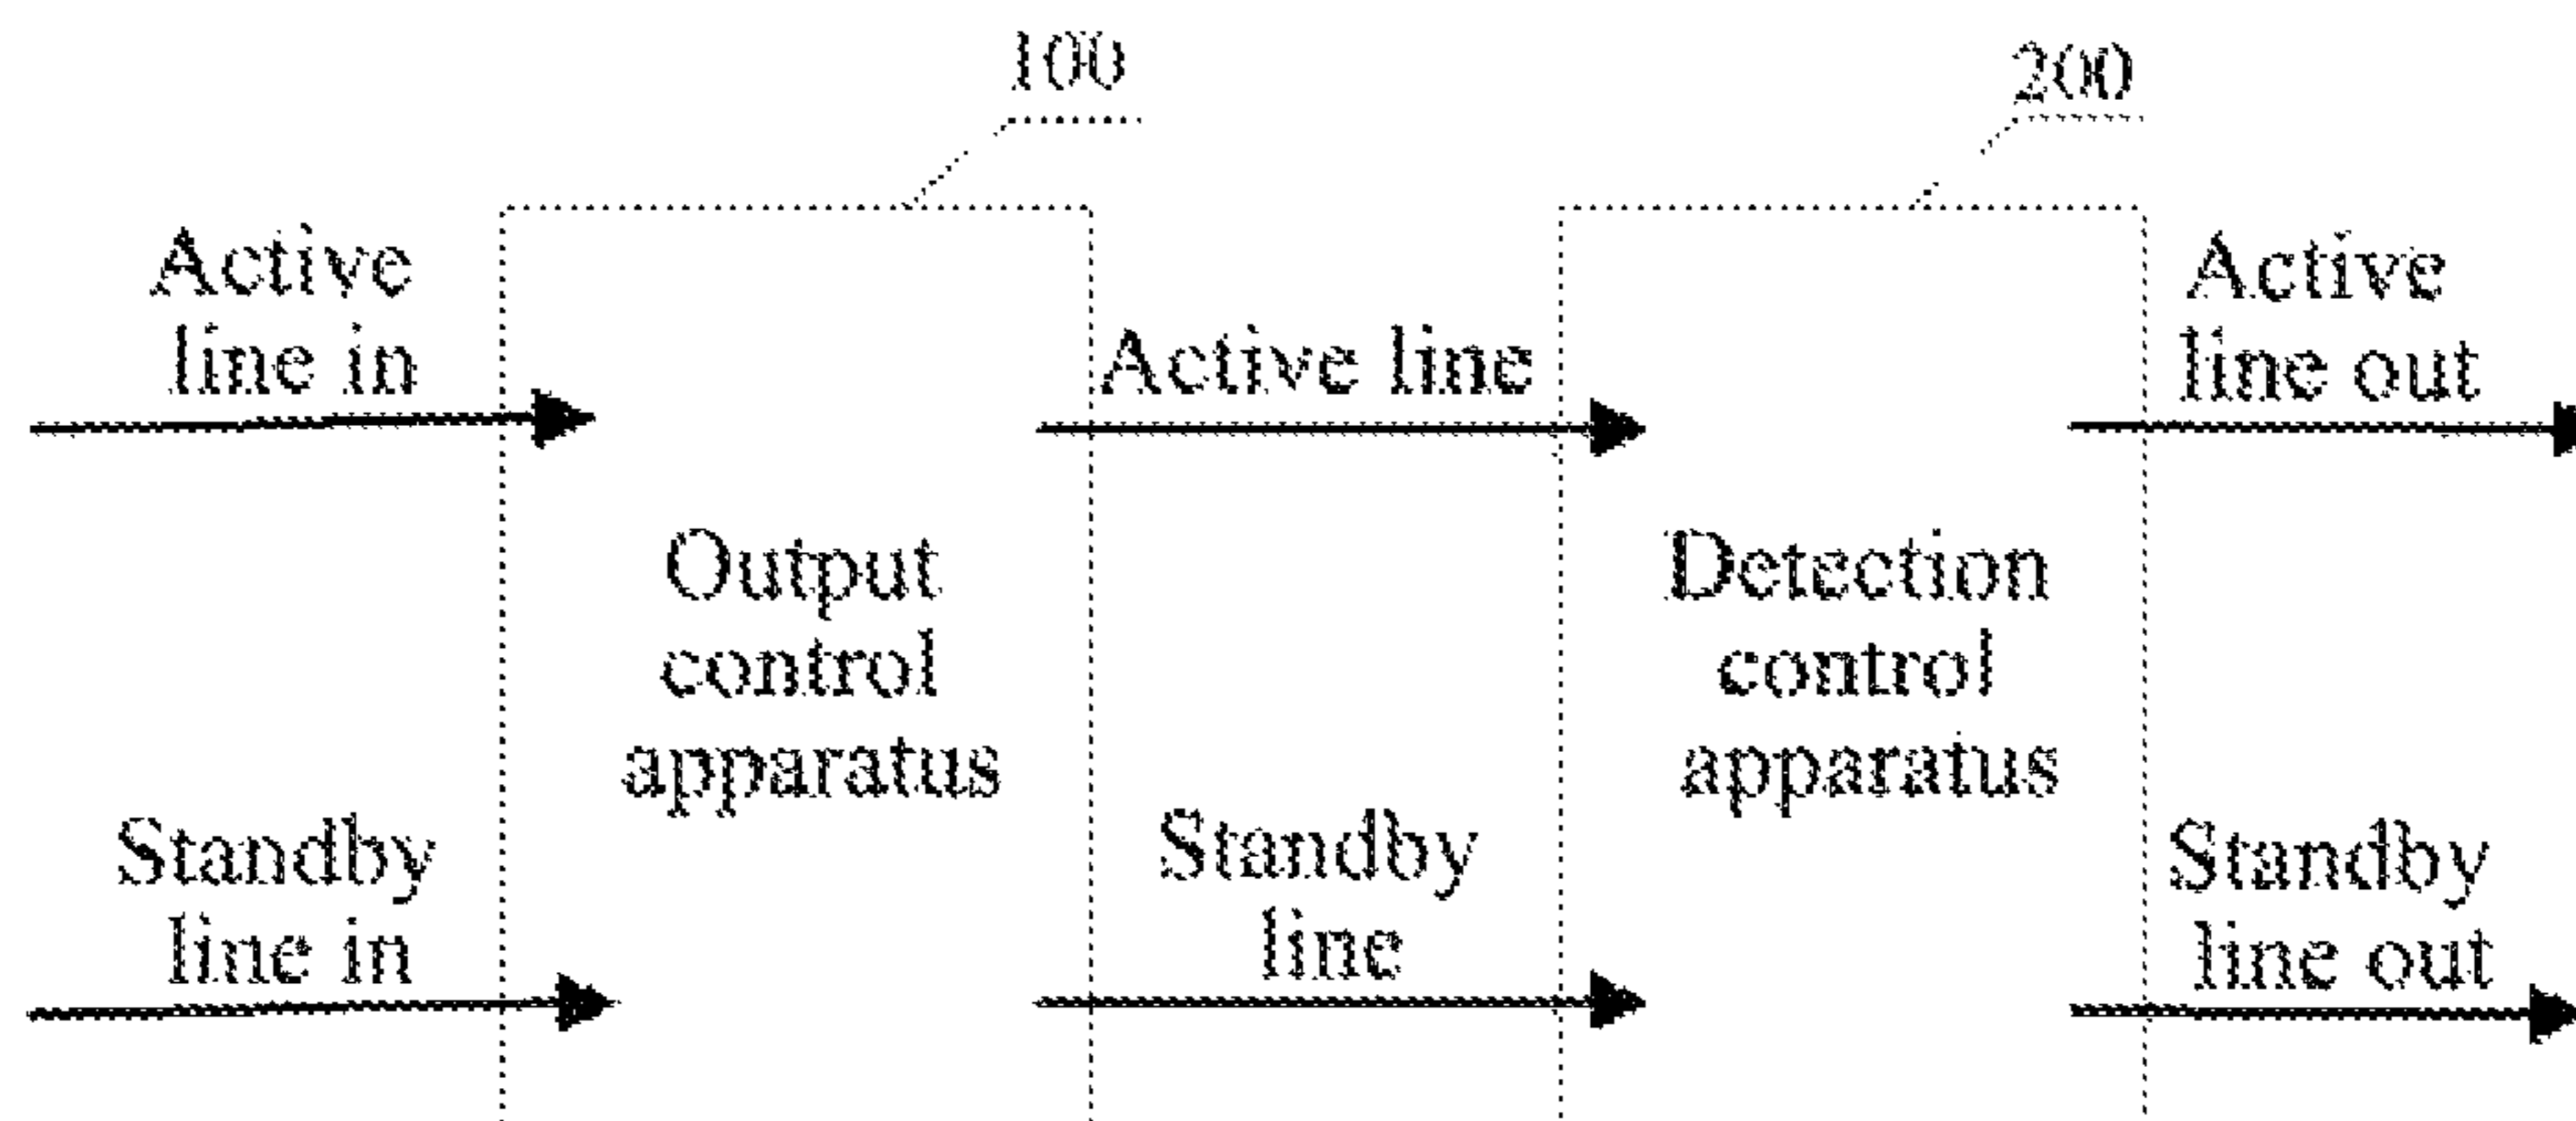 100
200
Active
line in
Active line
Active
line out
Output
control
apparatus
Detection
control
apparatus
Standby
line in
Standby
line
Standby
line out